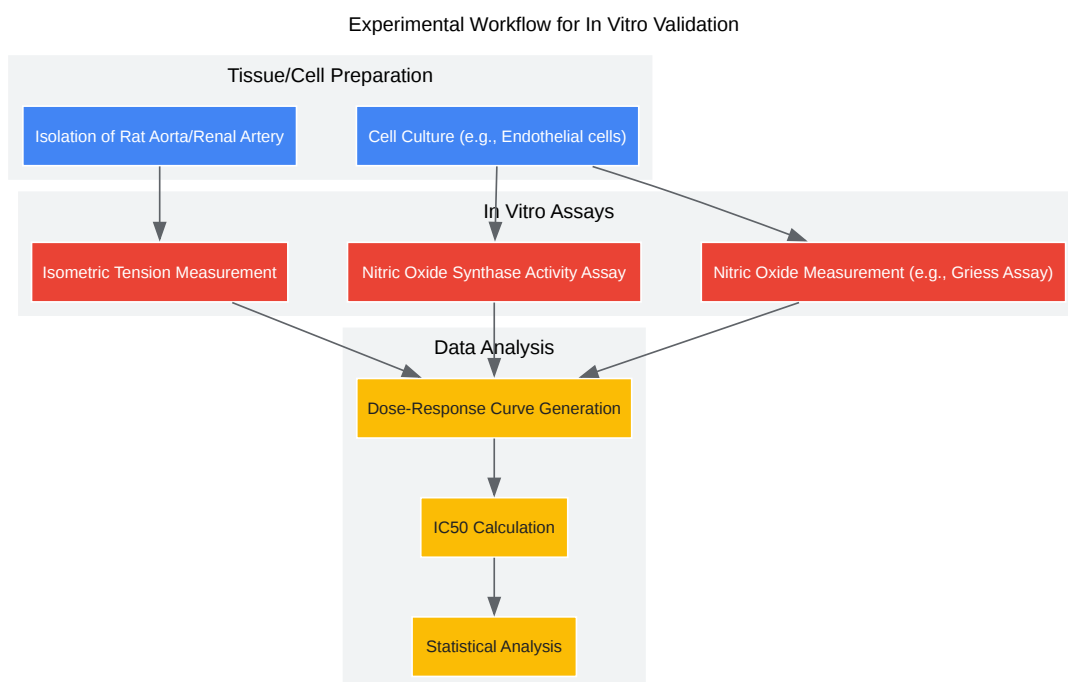 Experimental Workflow for In Vitro Validation
Tissue/Cell Preparation
Isolation of Rat Aorta/Renal Artery
Cell Culture (e.g., Endothelial cells)
In Vitro Assays
Isometric Tension Measurement
Nitric Oxide Synthase Activity Assay
Nitric Oxide Measurement (e.g., Griess Assay)
Data Analysis
Dose-Response Curve Generation
IC50 Calculation
Statistical Analysis